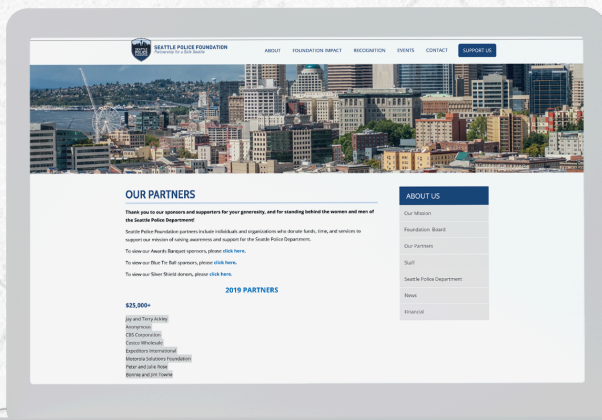 SEATTLE POLICE FOUNDATION
Partnership for a Safe Seattle
ABOUT
FOUNDATION IMPACT
RECOGNITION
EVENTS
CONTACT
SUPPORT US
OUR PARTNERS
Thank you to our sponsors and supporters for your generosity, and for standing behind the women and men of
the Seattle Police Department!
Seattle Police Foundation partners include individuals and organizations who donate funds, time, and services to
support our mission of raising awareness and support for the Seattle Police Department.
To view our Awards Banquet sponsors, please click here.
To view our Blue Tie Ball sponsors, please click here.
To view our Silver Shield donors, please click here.
2019 PARTNERS
$25,000+
Jay and Terry Ackley
Anonymous
CBS Corporation
Costco Wholesale
Expeditors International
Motorola Solutions Foundation
Peter and Julie Rose
Bonnie and Jim Towne
ABOUT US
Our Mission
Foundation Board
Our Partners
Staff
Seattle Police Department
News
Financial